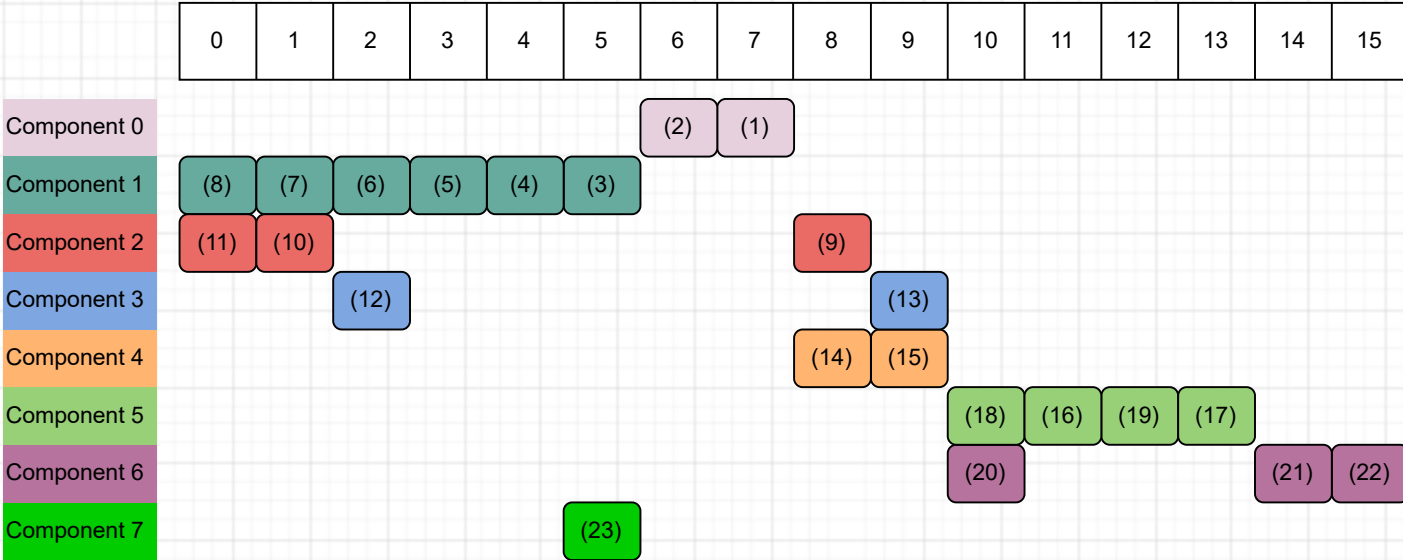 0 1 2 3 4 5 6 7 8 9 10 11 12 13 14 15
Component 0 (2) (1)
Component 1 (8) (7) (6) (5) (4) (3)
Component 2 (11) (10) (9)
Component 3 (12) (13)
Component 4 (14) (15)
Component 5 (18) (16) (19) (17)
Component 6 (20) (21) (22)
Component 7 (23)